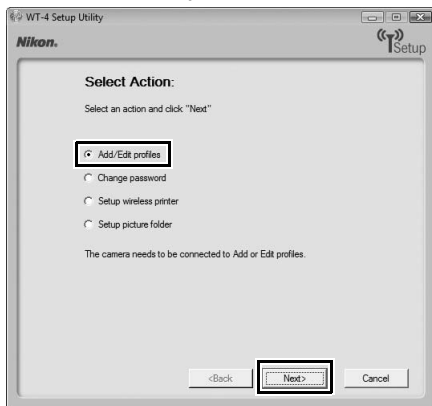 WT-4 Setup Utility
Nikon.
Setup
Select Action:
Select an action and click "Next"
Add/Edit profiles
Change password
Setup wireless printer
Setup picture folder
The camera needs to be connected to Add or Edit profiles.
<Back
Next>
Cancel